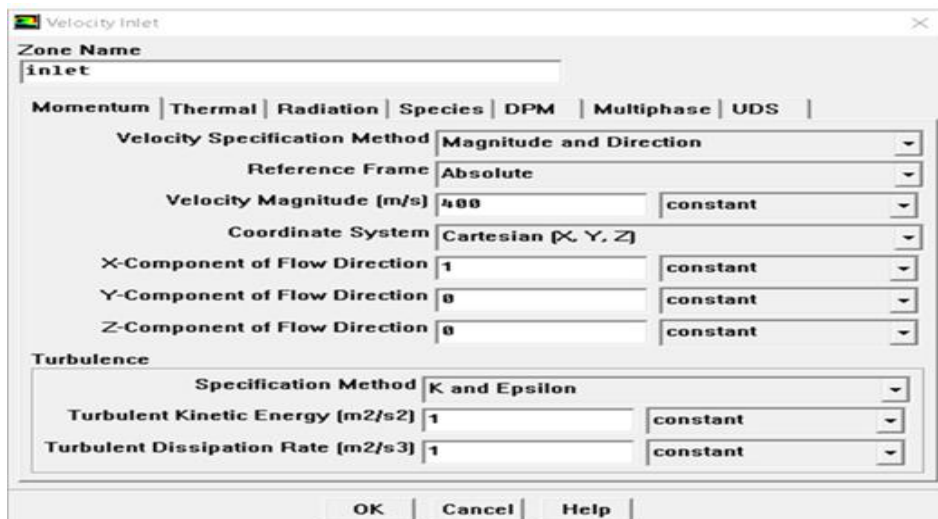 Velocity Inlet
Zone Name
inlet
Momentum Thermal Radiation Species DPM Multiphase UDS
Velocity Specification Method Magnitude and Direction
Reference Frame Absolute
Velocity Magnitude (m/s) 400 constant
Coordinate System Cartesian (X, Y, Z)
X-Component of Flow Direction 1 constant
Y-Component of Flow Direction 0 constant
Z-Component of Flow Direction 0 constant
Turbulence
Specification Method K and Epsilon
Turbulent Kinetic Energy (m2/s2) 1 constant
Turbulent Dissipation Rate (m2/s3) 1 constant
OK Cancel Help